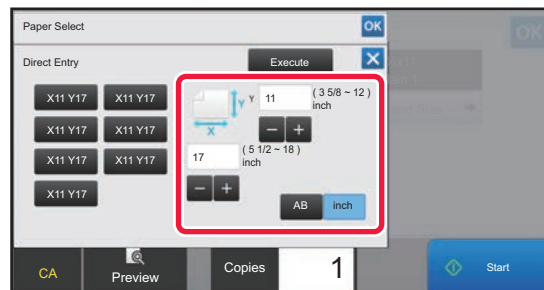 Paper Select
OK
Direct Entry
Execute
X11 Y17
X11 Y17
X11 Y17
X11 Y17
X11 Y17
X11 Y17
X11 Y17
Y
X
Y
11
( 3 5/8 ~ 12 )
inch
17
( 5 1/2 ~ 18 )
inch
AB
inch
OK
CA
Preview
Copies
1
Start